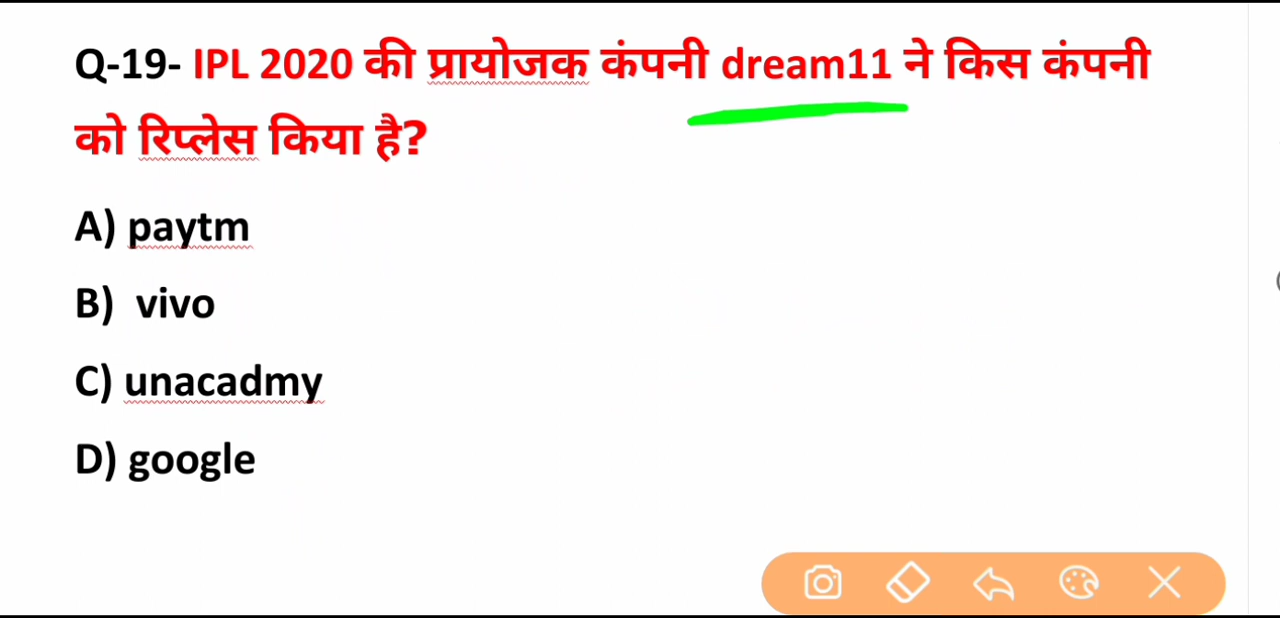 Q-19- IPL 2020 की प्रायोजक कंपनी dream11 ने किस कंपनी
को रिप्लेस किया है?
A) paytm
B) vivo
C) unacadmy
D) google